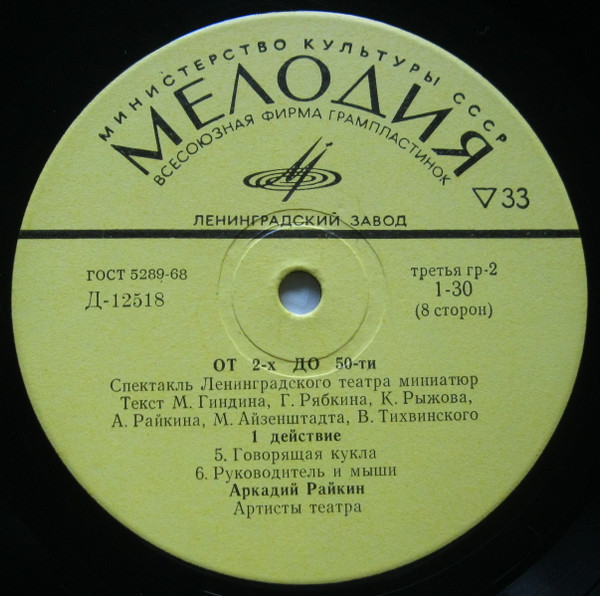 МИНИСТЕРСТВО КУЛЬТУРЫ СССР
МЕЛОДИЯ
ВСЕСОЮЗНАЯ ФИРМА ГРАМПЛАСТИНОК
▽33
ЛЕНИНГРАДСКИЙ ЗАВОД
ГОСТ 5289-68
третья гр-2
Д-12518
1-30
(8 сторон)
ОТ 2-х ДО 50-ти
Спектакль Ленинградского театра миниатюр
Текст М. Гиндина, Г. Рябкина, К. Рыжова,
А. Райкина, М. Айзенштадта, В. Тихвинского
1 действие
5. Говорящая кукла
6. Руководитель и мыши
Аркадий Райкин
Артисты театра